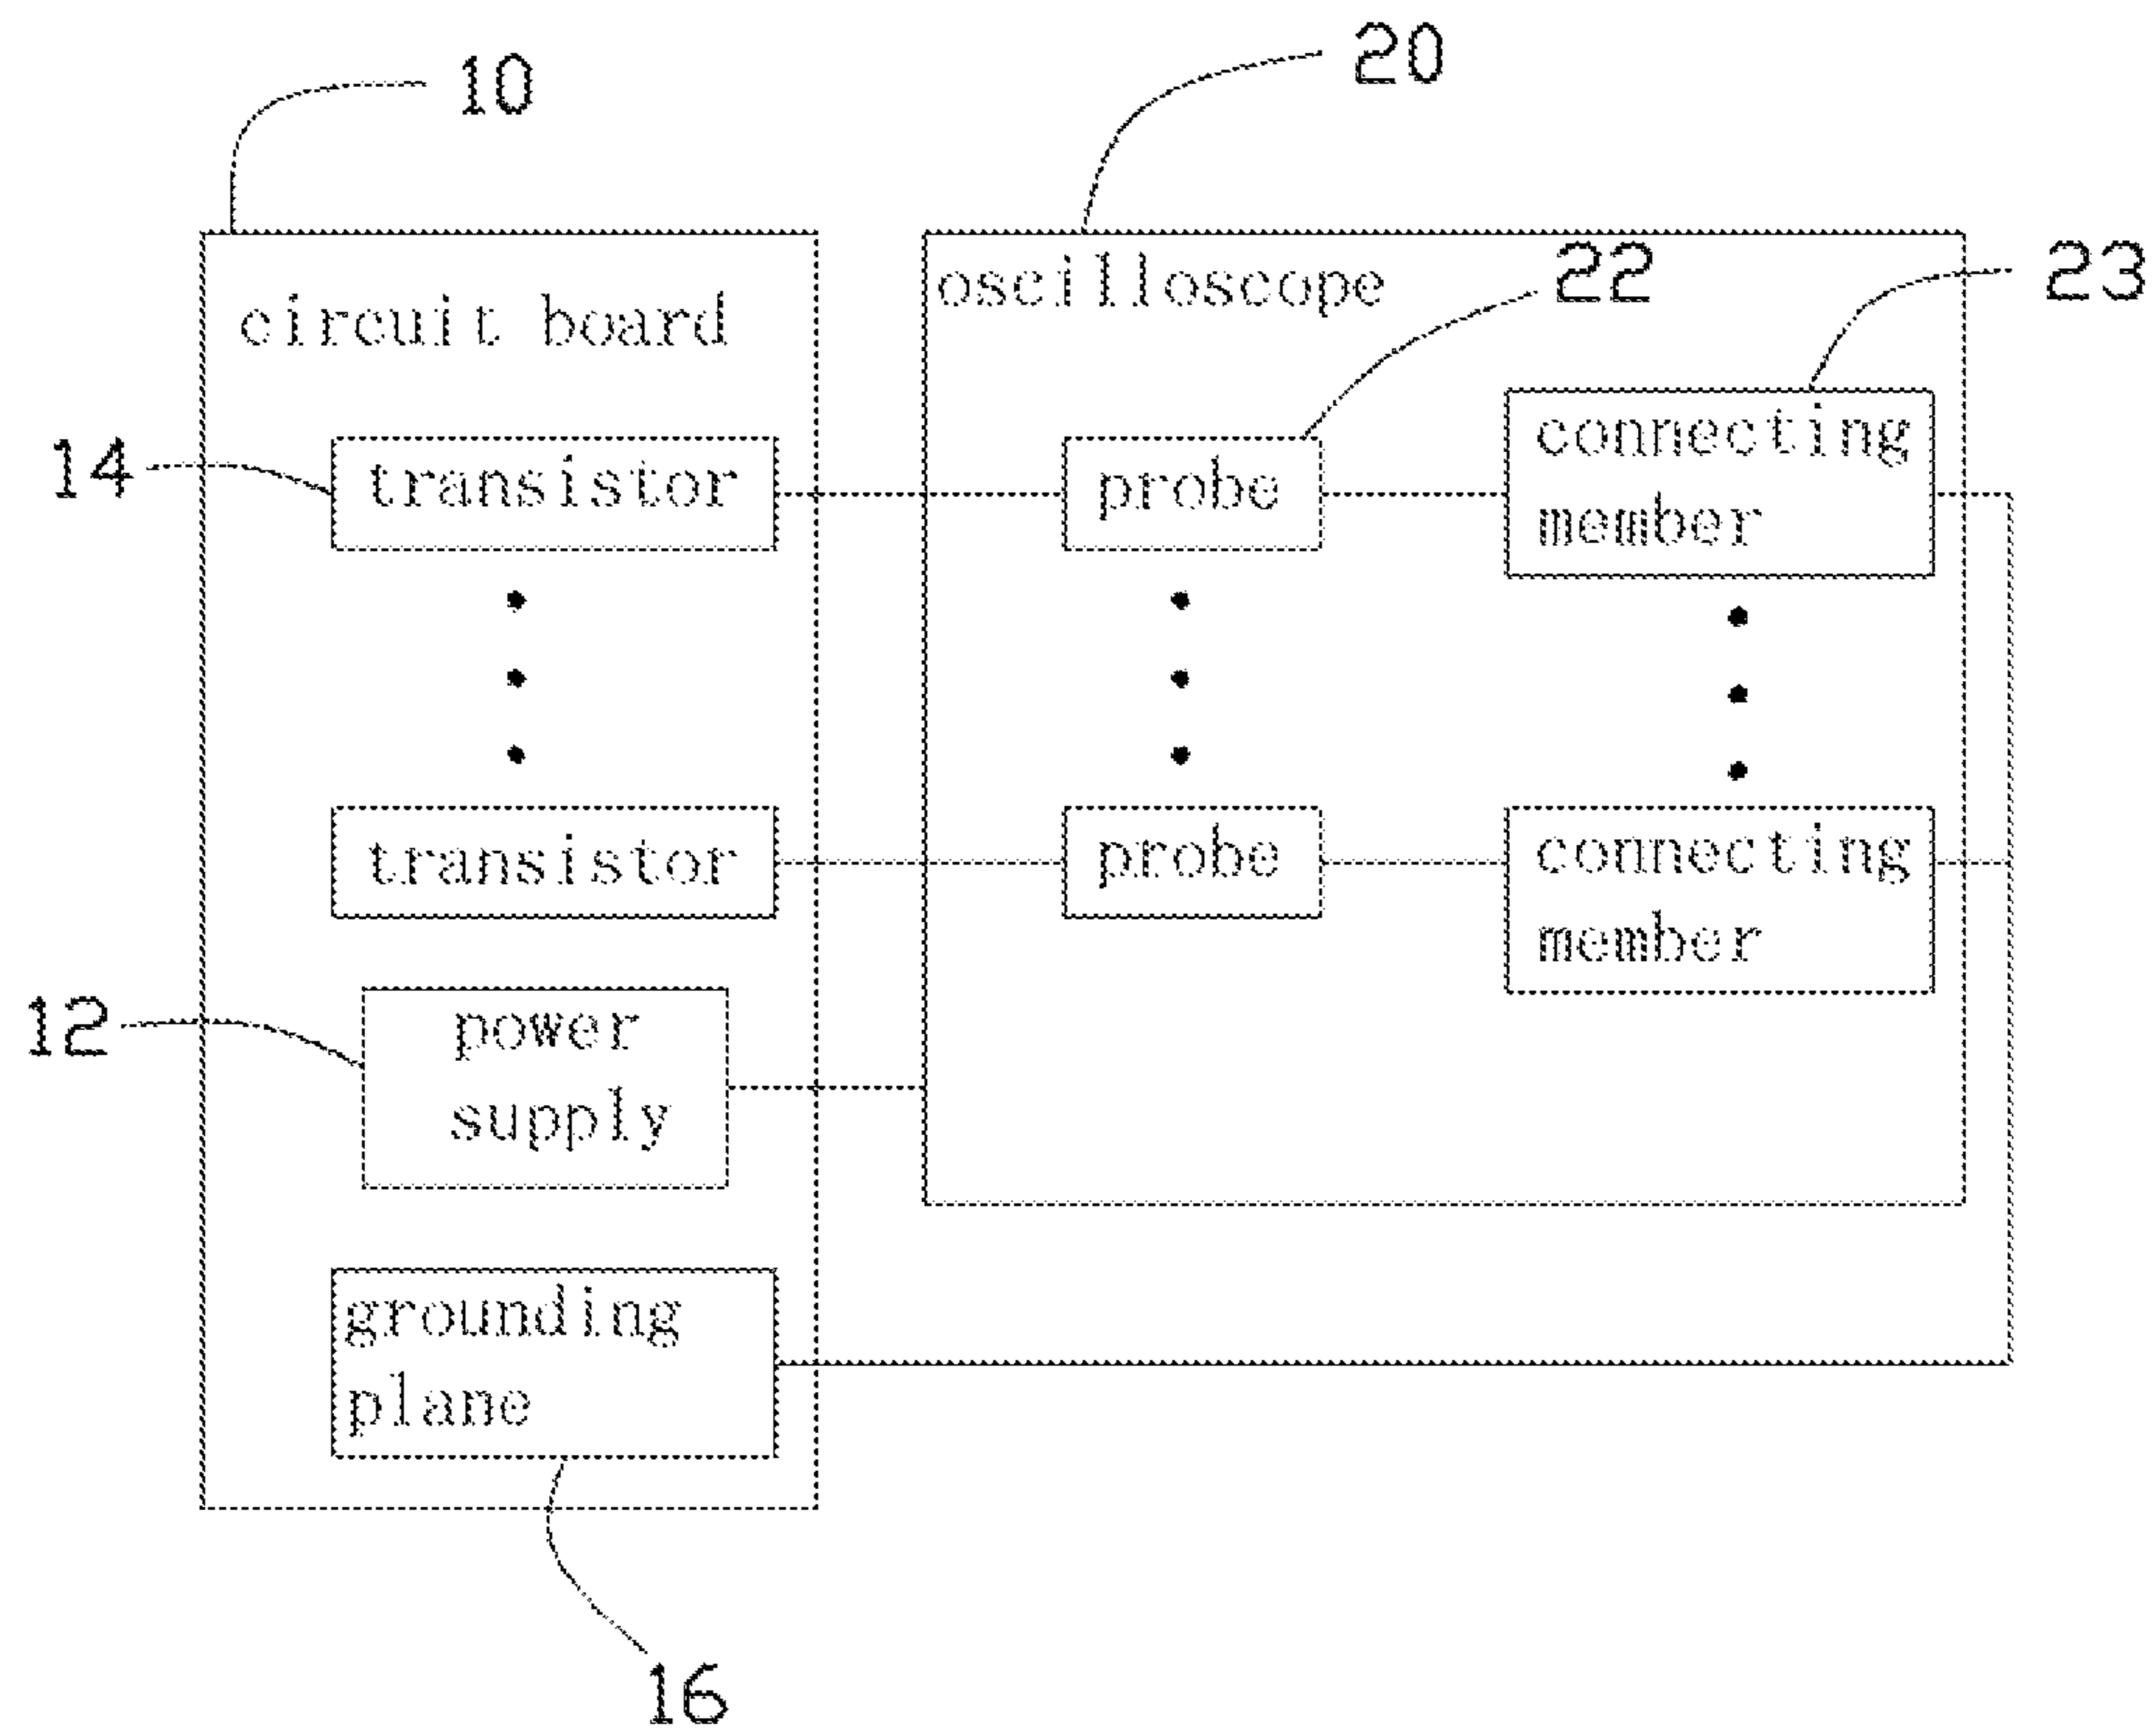 10
20
oscilloscope
22
23
circuit board
14
transistor
probe
connecting
member
transistor
probe
connecting
member
12
power
supply
grounding
plane
16